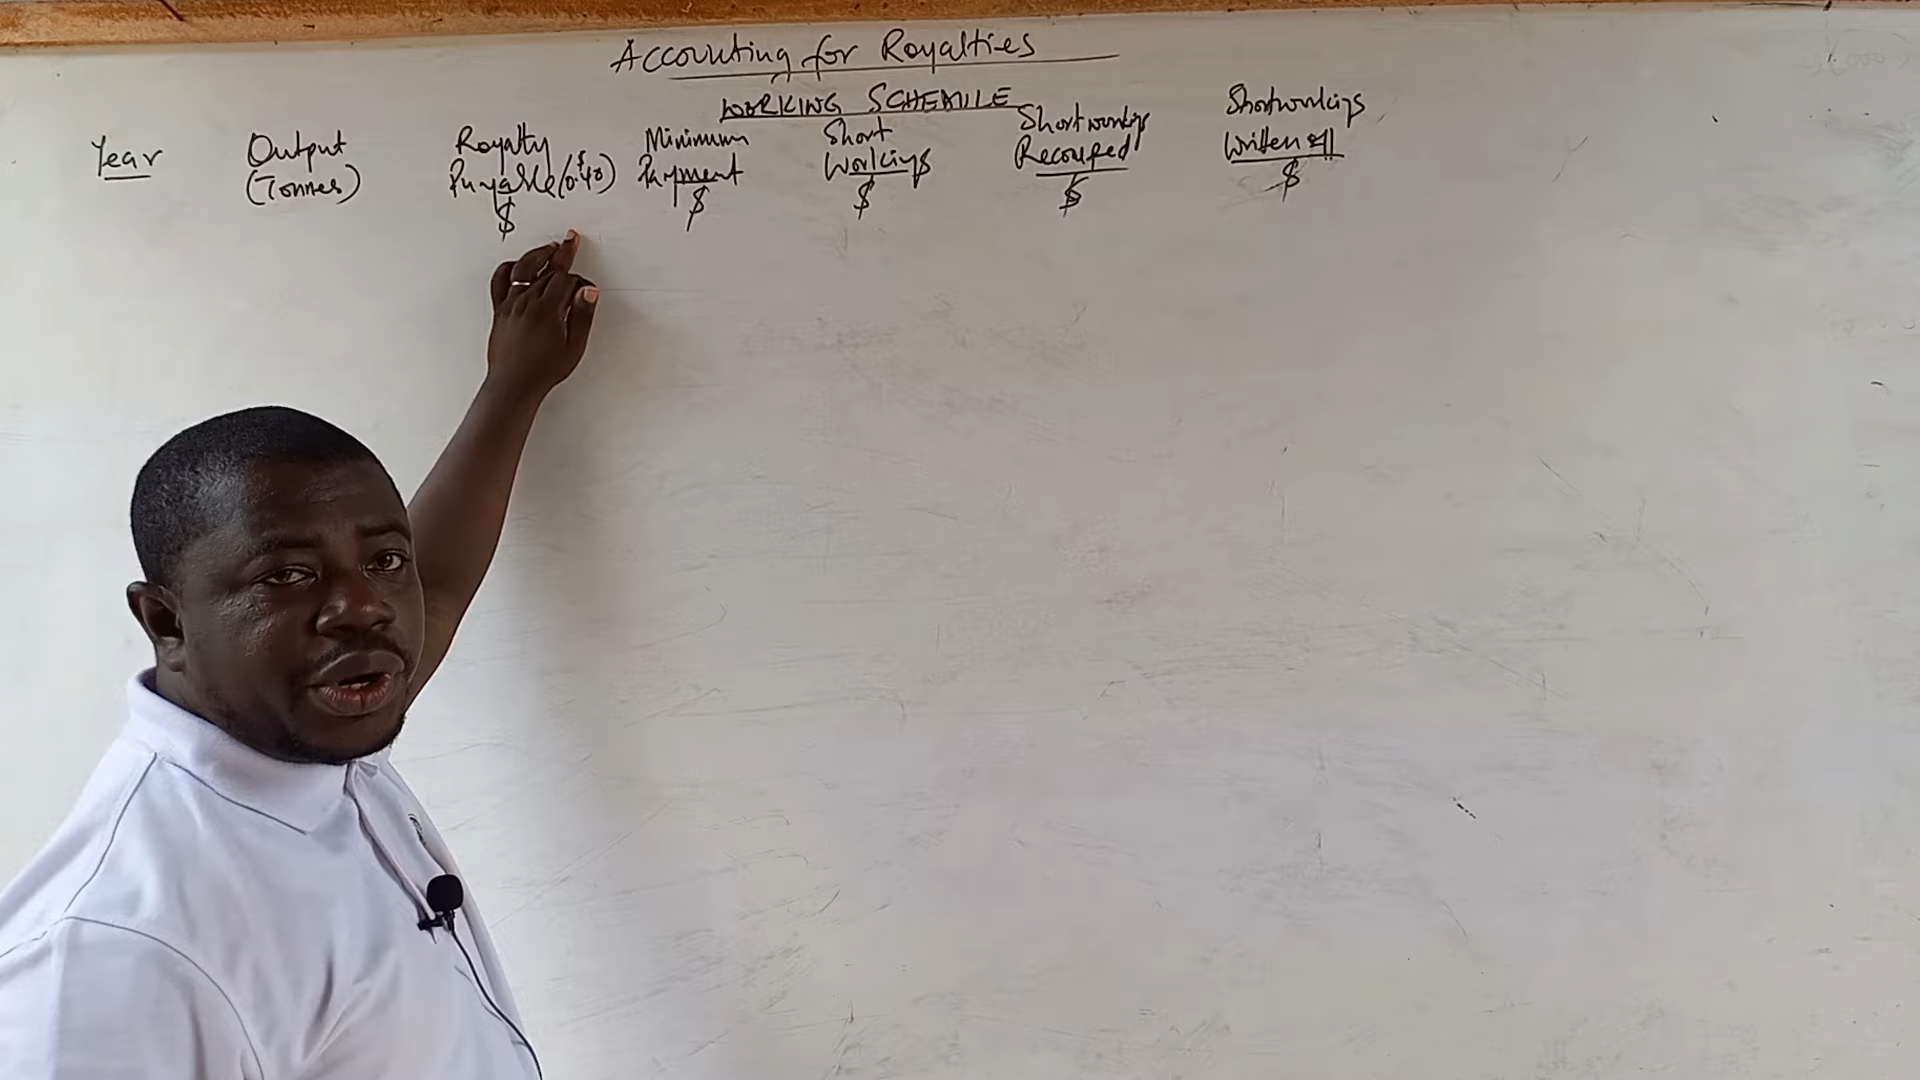 Accounting for Royalties
WORKING SCHEDULE
Year
Output
(Tonnes)
Royalty
Payable ($0.40)
$
Minimum
Payment
$
Short
Workings
$
Shortworkings
Recouped
$
Shortworkings
Written off
$